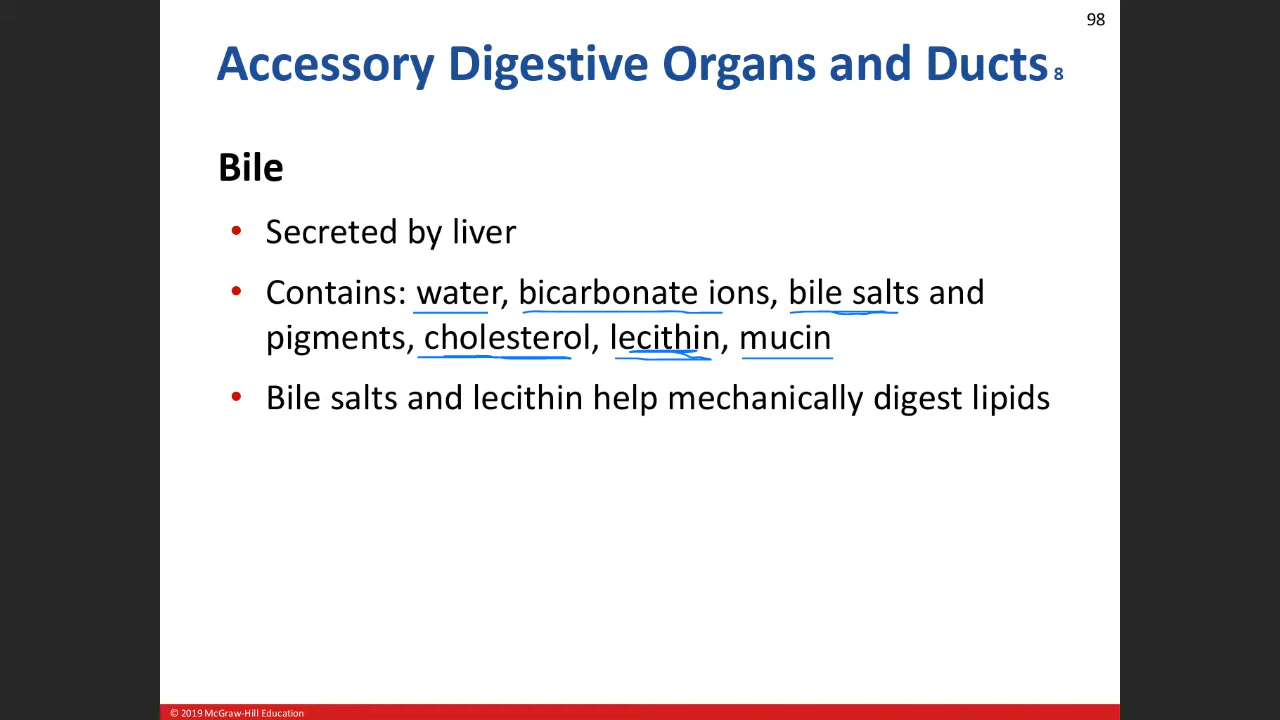 98
Accessory Digestive Organs and Ducts 8
Bile
• Secreted by liver
• Contains: water, bicarbonate ions, bile salts and
pigments, cholesterol, lecithin, mucin
• Bile salts and lecithin help mechanically digest lipids
© 2019 McGraw-Hill Education